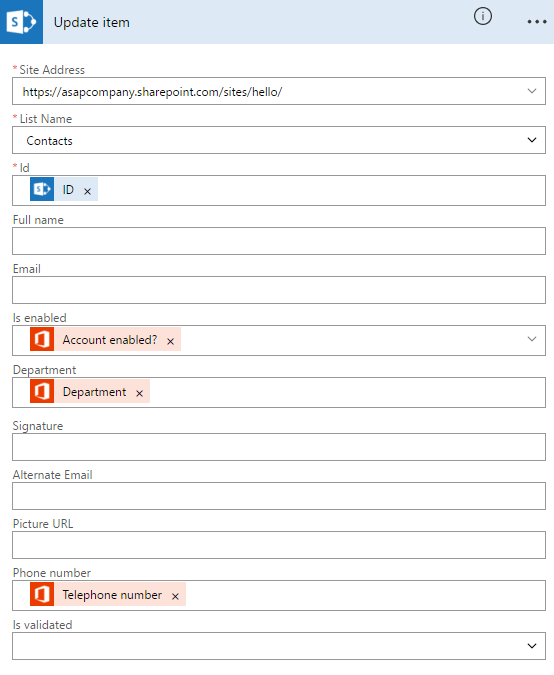 Update item
* Site Address
https://asapcompany.sharepoint.com/sites/hello/
* List Name
Contacts
* Id
ID ×
Full name
Email
Is enabled
Account enabled? ×
Department
Department ×
Signature
Alternate Email
Picture URL
Phone number
Telephone number ×
Is validated